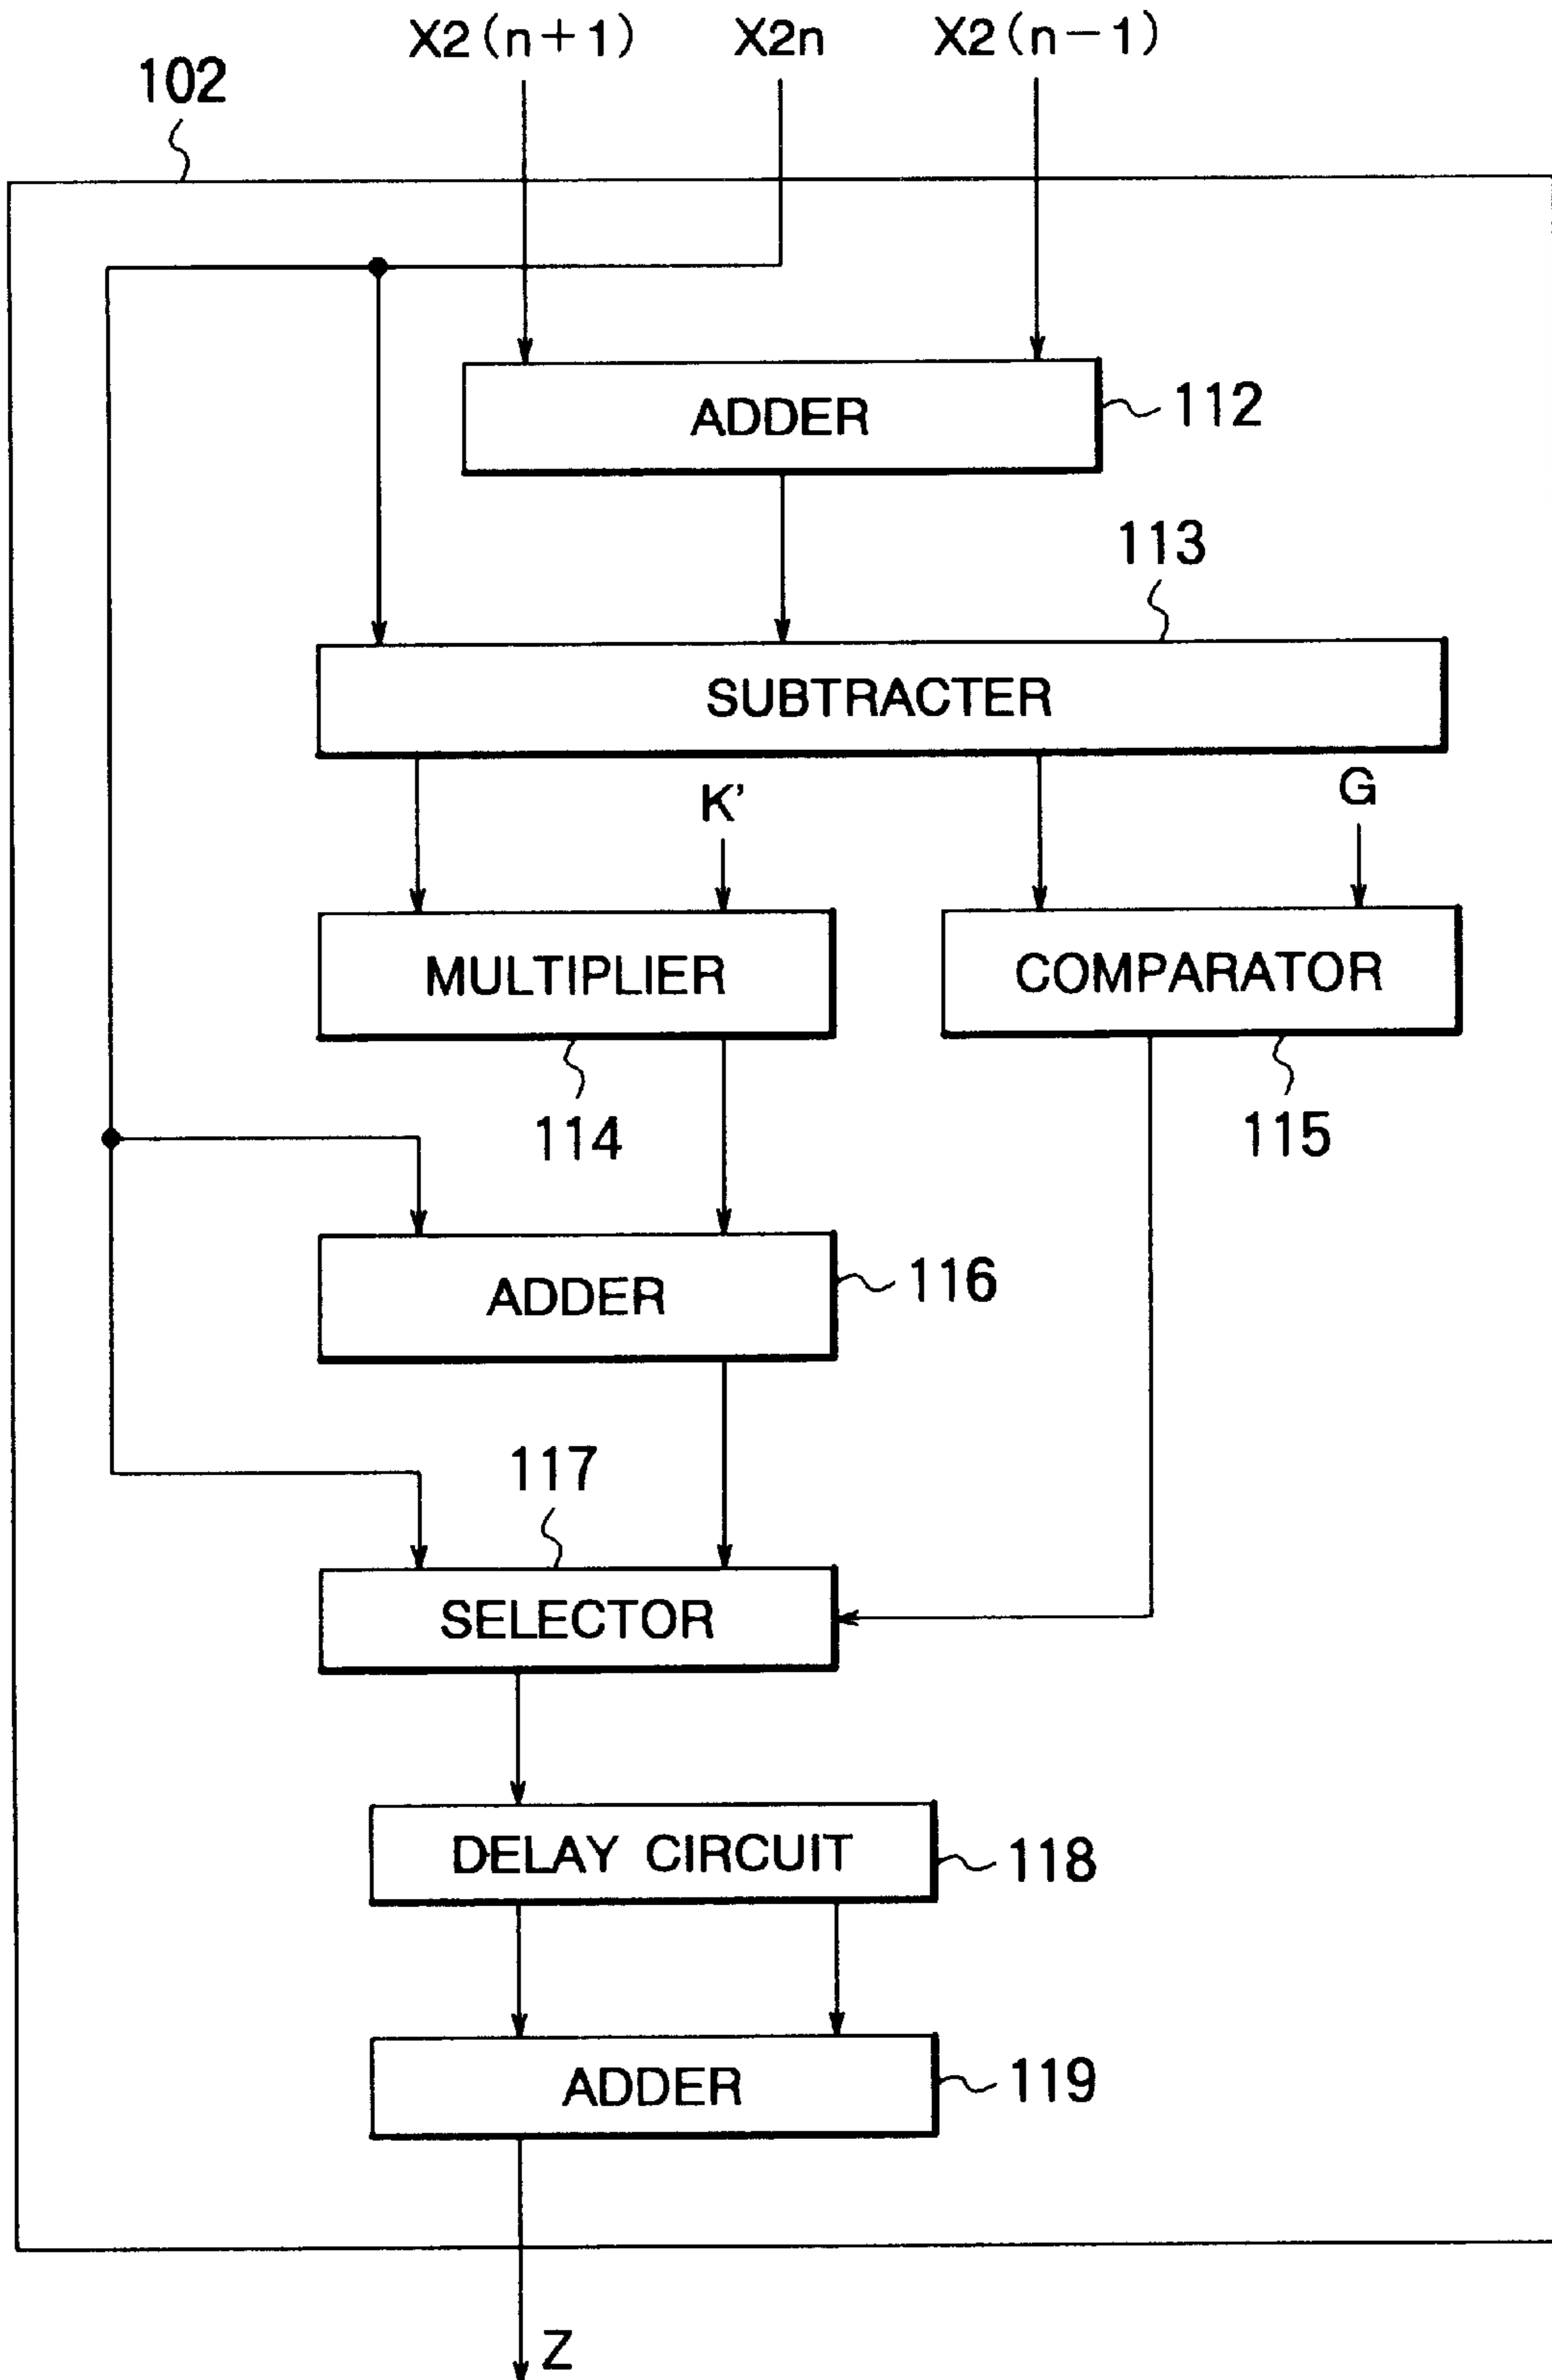 X2(n+1)
X2n
X2(n−1)
102
ADDER
112
113
SUBTRACTER
K'
G
MULTIPLIER
COMPARATOR
114
115
ADDER
116
117
SELECTOR
DELAY CIRCUIT
118
ADDER
119
Z